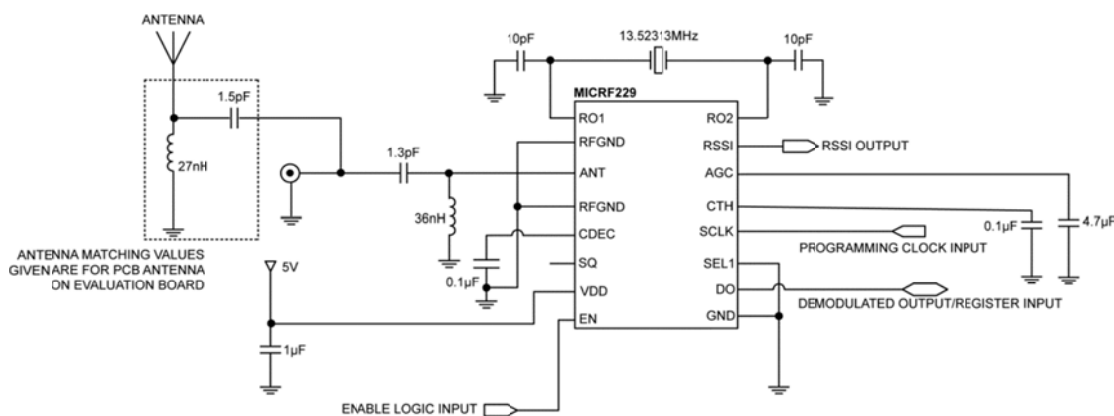 ANTENNA
1.5pF
27nH
ANTENNA MATCHING VALUES
GIVEN ARE FOR PCB ANTENNA
ON EVALUATION BOARD
5V
1µF
1.3pF
36nH
0.1µF
ENABLE LOGIC INPUT
10pF
13.52313MHz
10pF
MICRF229
RO1
RFGND
ANT
RFGND
CDEC
SQ
VDD
EN
RO2
RSSI
AGC
CTH
SCLK
SEL1
DO
GND
RSSI OUTPUT
PROGRAMMING CLOCK INPUT
0.1µF
4.7µF
DEMODULATED OUTPUT/REGISTER INPUT